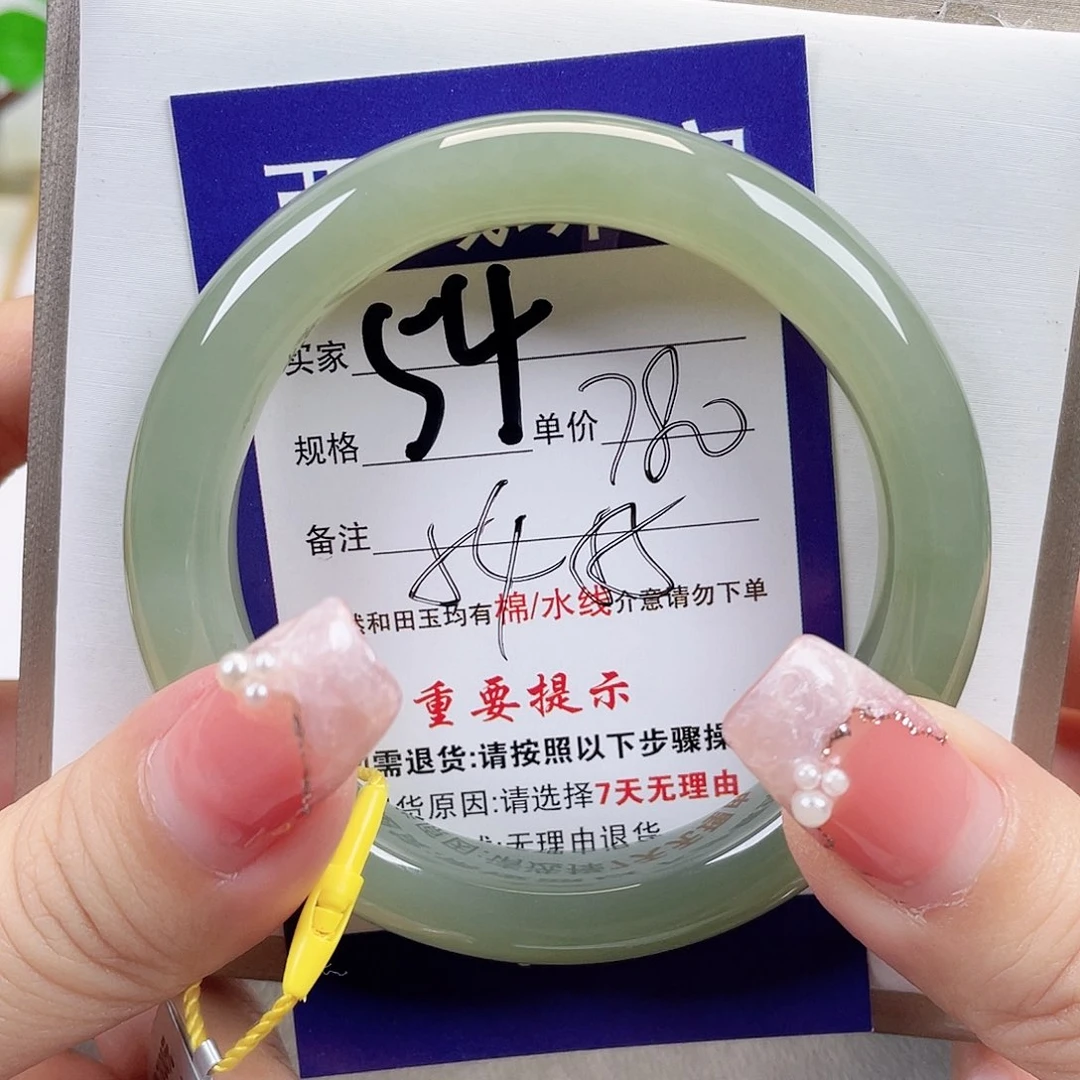 买家 54
规格 单价 780
备注
然和田玉均有棉/水线介意请勿下单
重要提示
需退货:请按照以下步骤操
货原因:请选择7天无理由
:无理由退货